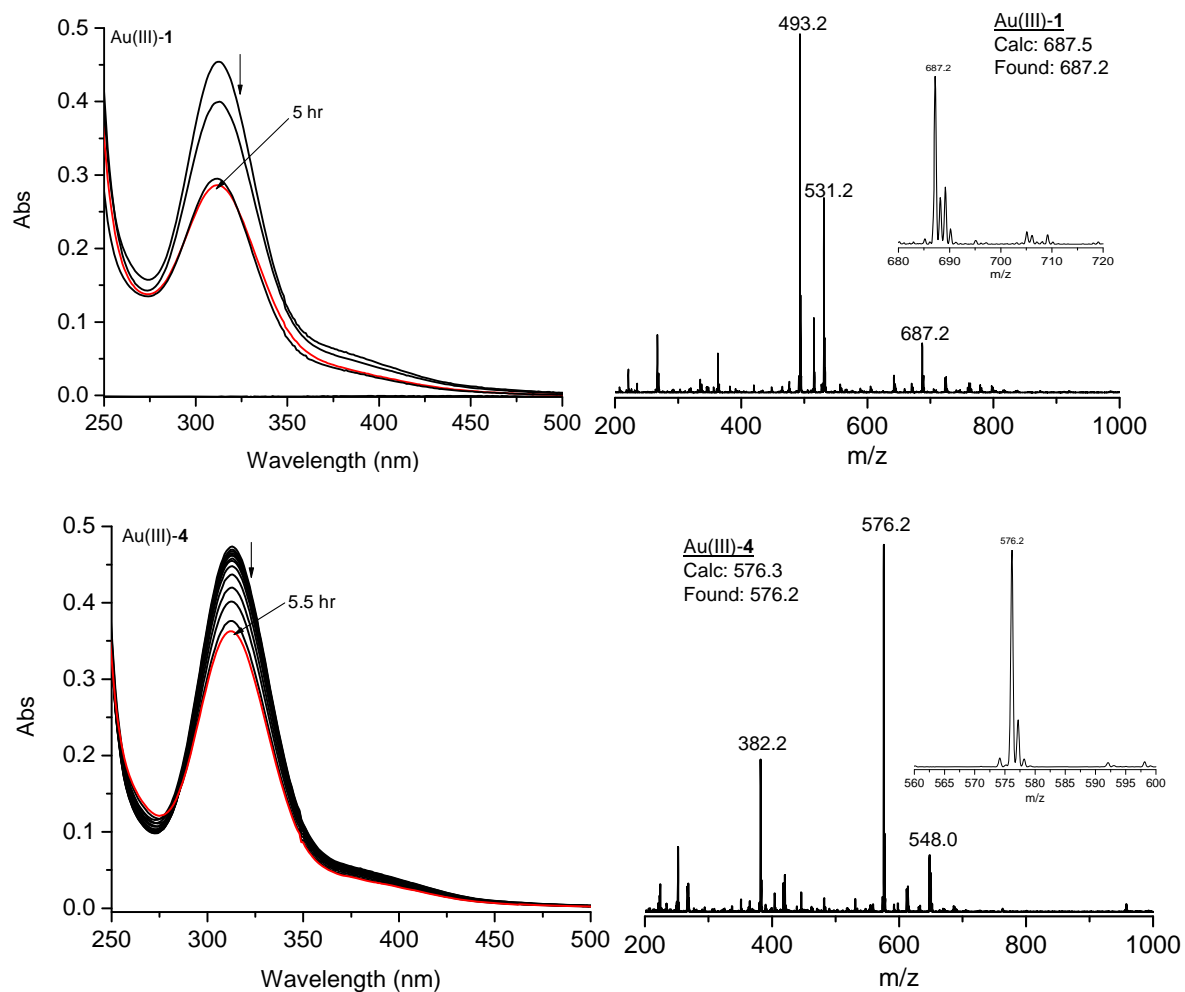 0.5
0.4
0.3
0.2
0.1
0.0
Abs
Au(III)-1
5 hr
250 300 350 400 450 500
Wavelength (nm)
493.2
531.2
687.2
Au(III)-1
Calc: 687.5
Found: 687.2
687.2
680 690 700 710 720
m/z
200 400 600 800 1000
m/z
0.5
0.4
0.3
0.2
0.1
0.0
Abs
Au(III)-4
5.5 hr
250 300 350 400 450 500
Wavelength (nm)
576.2
382.2
548.0
Au(III)-4
Calc: 576.3
Found: 576.2
576.2
560 565 570 575 580 585 590 595 600
m/z
200 400 600 800 1000
m/z